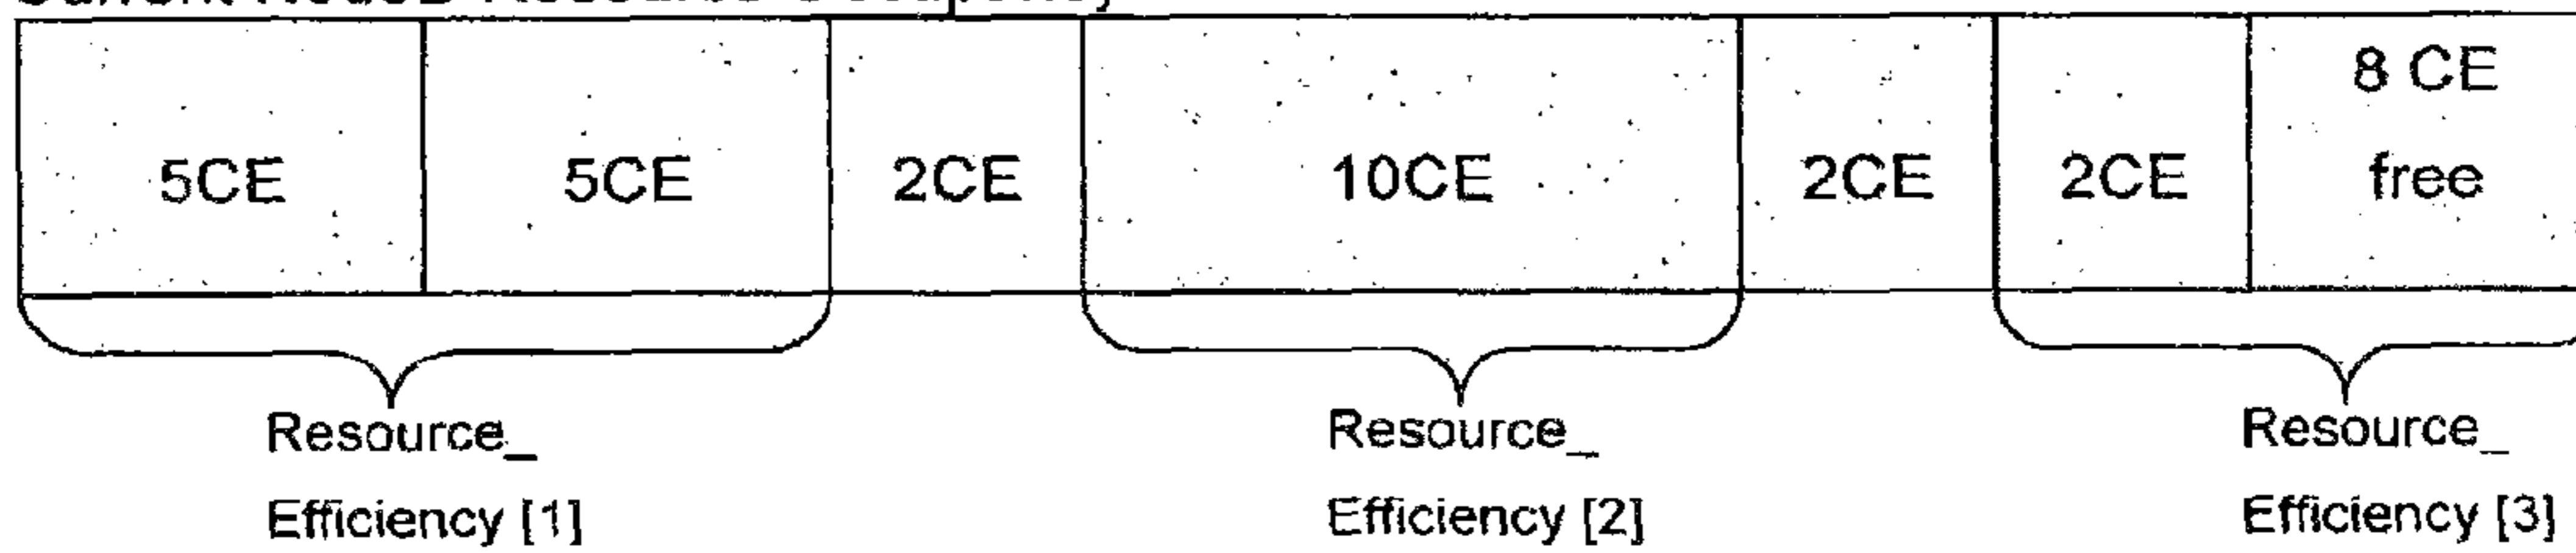 5CE 5CE 2CE 10CE 2CE 2CE 8 CE free
Resource_ Resource_ Resource_
Efficiency [1] Efficiency [2] Efficiency [3]